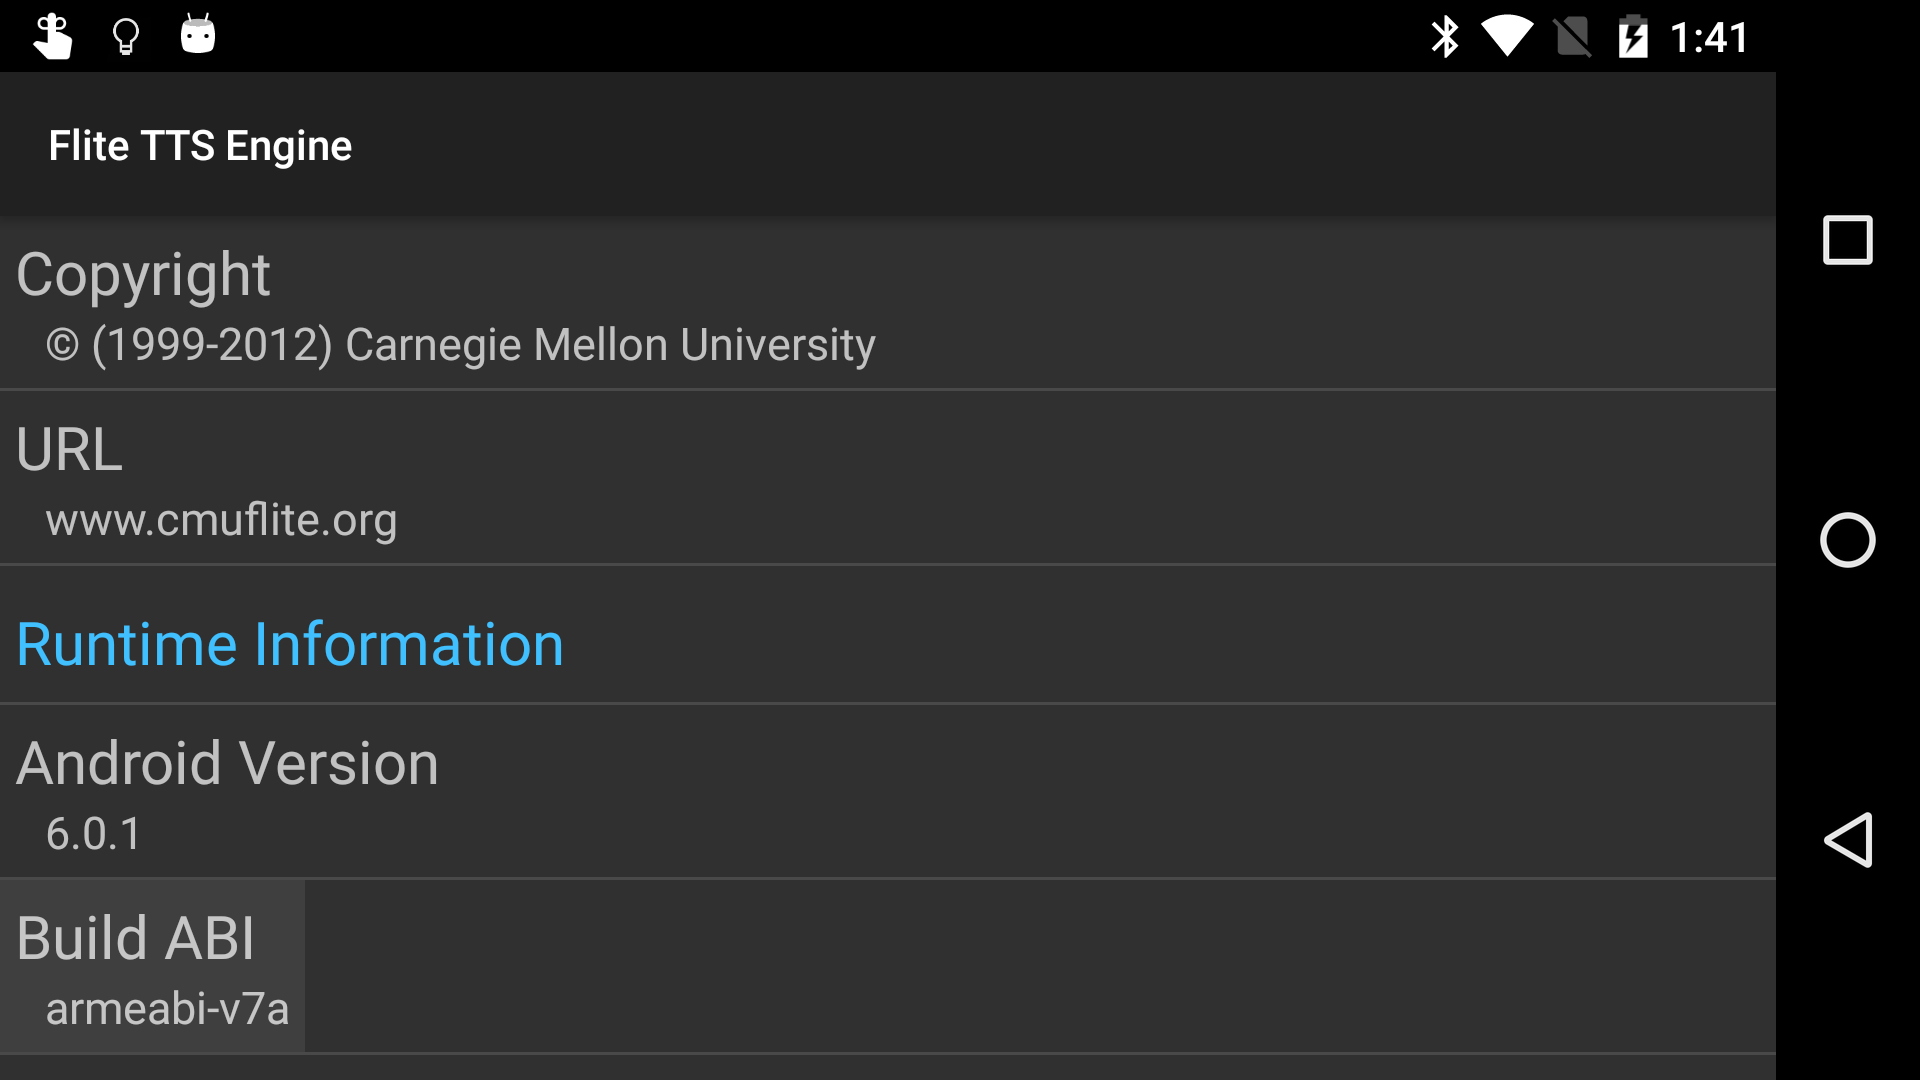 1:41
Flite TTS Engine
Copyright
© (1999-2012) Carnegie Mellon University
URL
www.cmuflite.org
Runtime Information
Android Version
6.0.1
Build ABI
armeabi-v7a